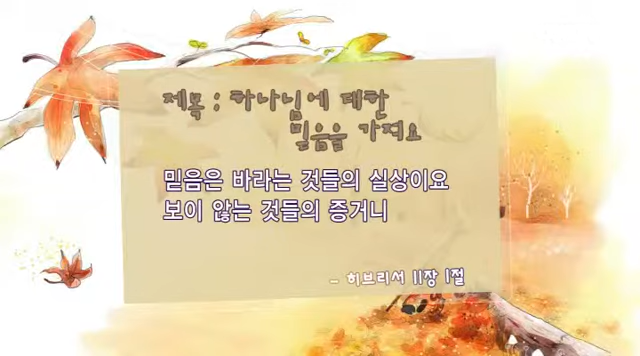 제목 : 하나님에 대한
믿음을 가져요
믿음은 바라는 것들의 실상이요
보이 않는 것들의 증거니
- 히브리서 11장 1절